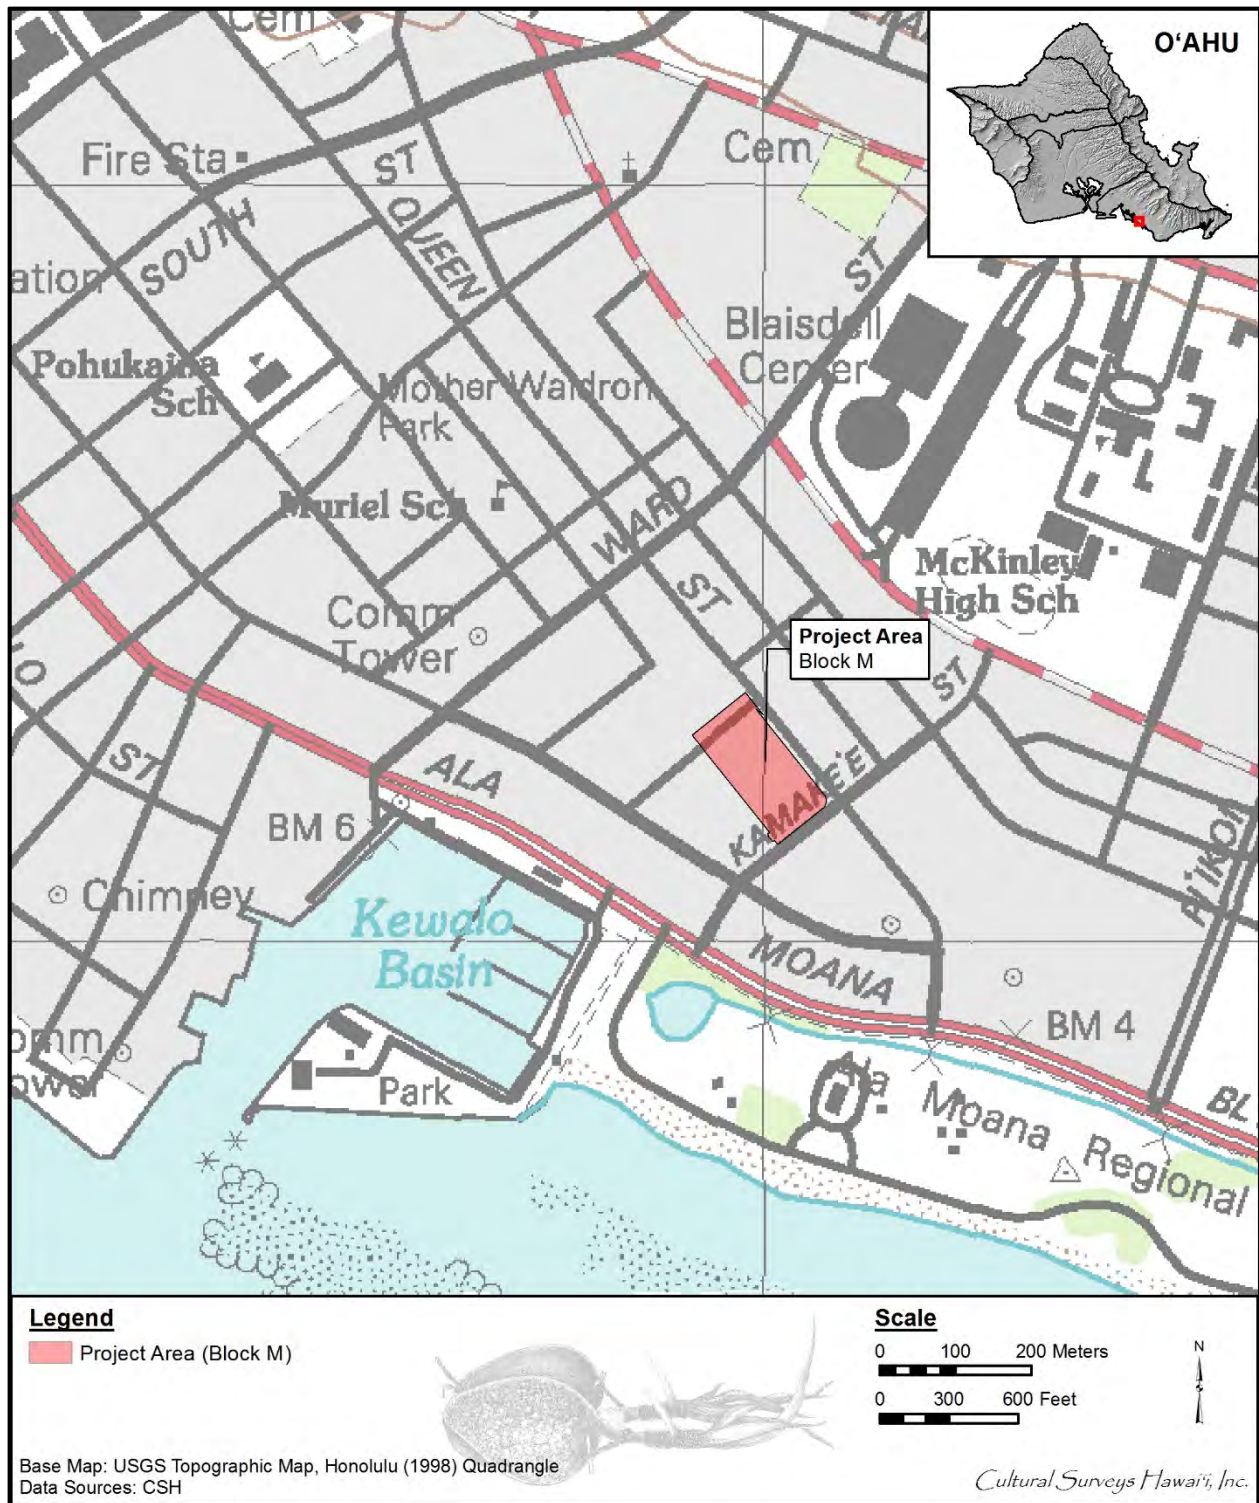 Cem
O‘AHU
Fire Sta
Cem
ST
QUEEN
SOUTH
ation
ST
Blaisdell
Center
Pohukaina
Sch
Mother Waldron
Park
Muriel Sch
WARD
McKinley
High Sch
ST
Comm
Tower
Project Area
Block M
ST
ST
ALA
KAMAKE‘E
BM 6
Chimney
Kewalo
Basin
MOANA
BM 4
omm
ower
Park
Ala Moana Regional
BL
Legend
Project Area (Block M)
Scale
0 100 200 Meters
0 300 600 Feet
N
Base Map: USGS Topographic Map, Honolulu (1998) Quadrangle
Data Sources: CSH
Cultural Surveys Hawai‘i, Inc.